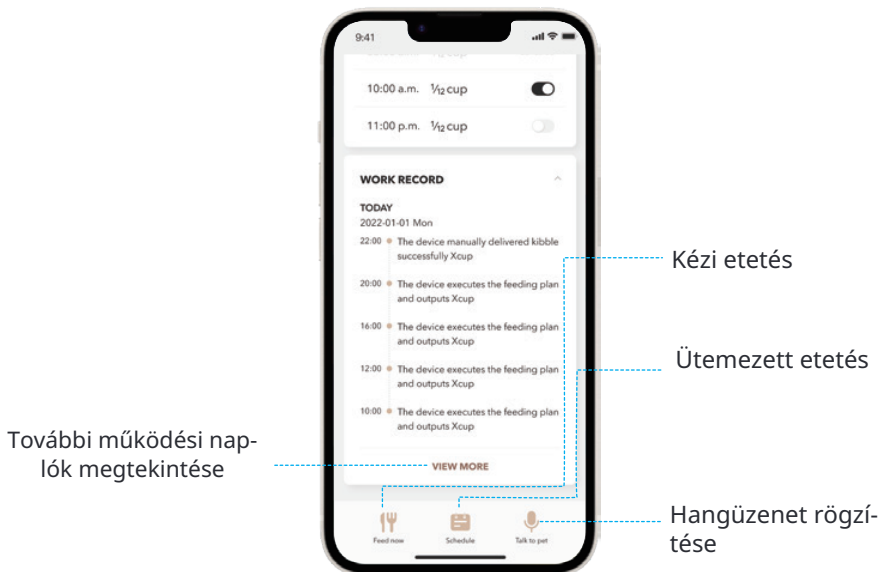 9:41
10:00 a.m. 1/12 cup
11:00 p.m. 1/12 cup
WORK RECORD
TODAY
2022-01-01 Mon
22:00 The device manually delivered kibble
successfully Xcup
20:00 The device executes the feeding plan
and outputs Xcup
16:00 The device executes the feeding plan
and outputs Xcup
12:00 The device executes the feeding plan
and outputs Xcup
10:00 The device executes the feeding plan
and outputs Xcup
VIEW MORE
Feed now Schedule Talk to pet
Kézi etetés
Ütemezett etetés
További működési nap-
lók megtekintése
Hangüzenet rögzí-
tése